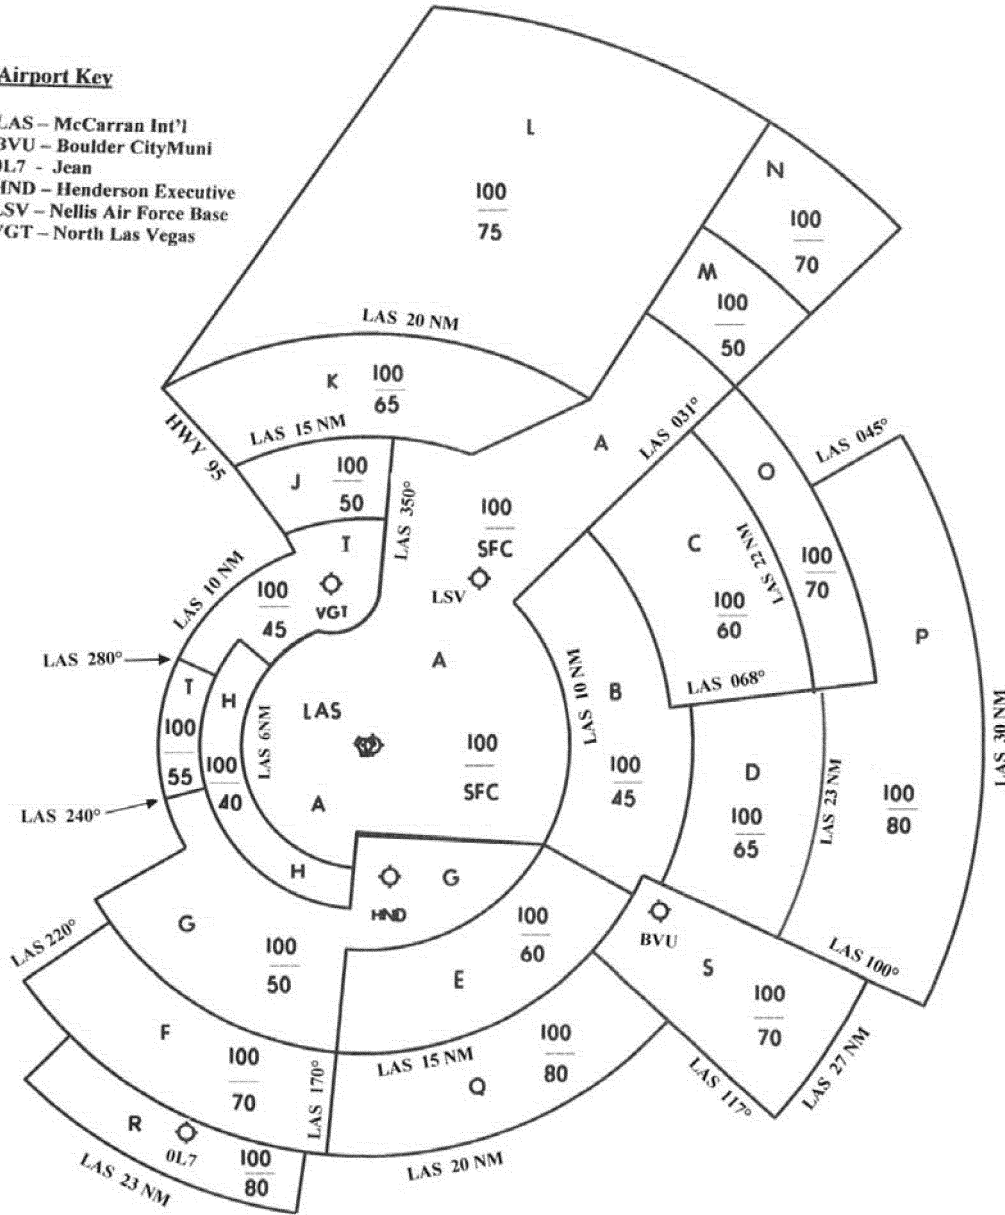 Airport Key
LAS – McCarran Int'l
BVU – Boulder CityMuni
0L7 - Jean
HND – Henderson Executive
LSV – Nellis Air Force Base
VGT – North Las Vegas
L
100
75
N
100
70
M
100
50
LAS 20 NM
K
100
65
HWY 95
LAS 15 NM
J
100
50
LAS 350°
A
LAS 031°
LAS 045°
O
100
70
100
SFC
LSV
C
100
60
LAS 22 NM
LAS 10 NM
I
100
45
VGT
LAS 280°
A
P
100
80
LAS 068°
B
100
45
LAS 10 NM
I
100
55
H
100
40
LAS
LAS 6NM
100
SFC
A
D
100
65
LAS 23 NM
LAS 30 NM
LAS 240°
H
HND
G
BVU
S
100
70
LAS 100°
LAS 220°
G
100
50
100
60
E
F
100
70
LAS 170°
LAS 15 NM
Q
100
80
LAS 117°
LAS 27 NM
R
0L7
100
80
LAS 23 NM
LAS 20 NM